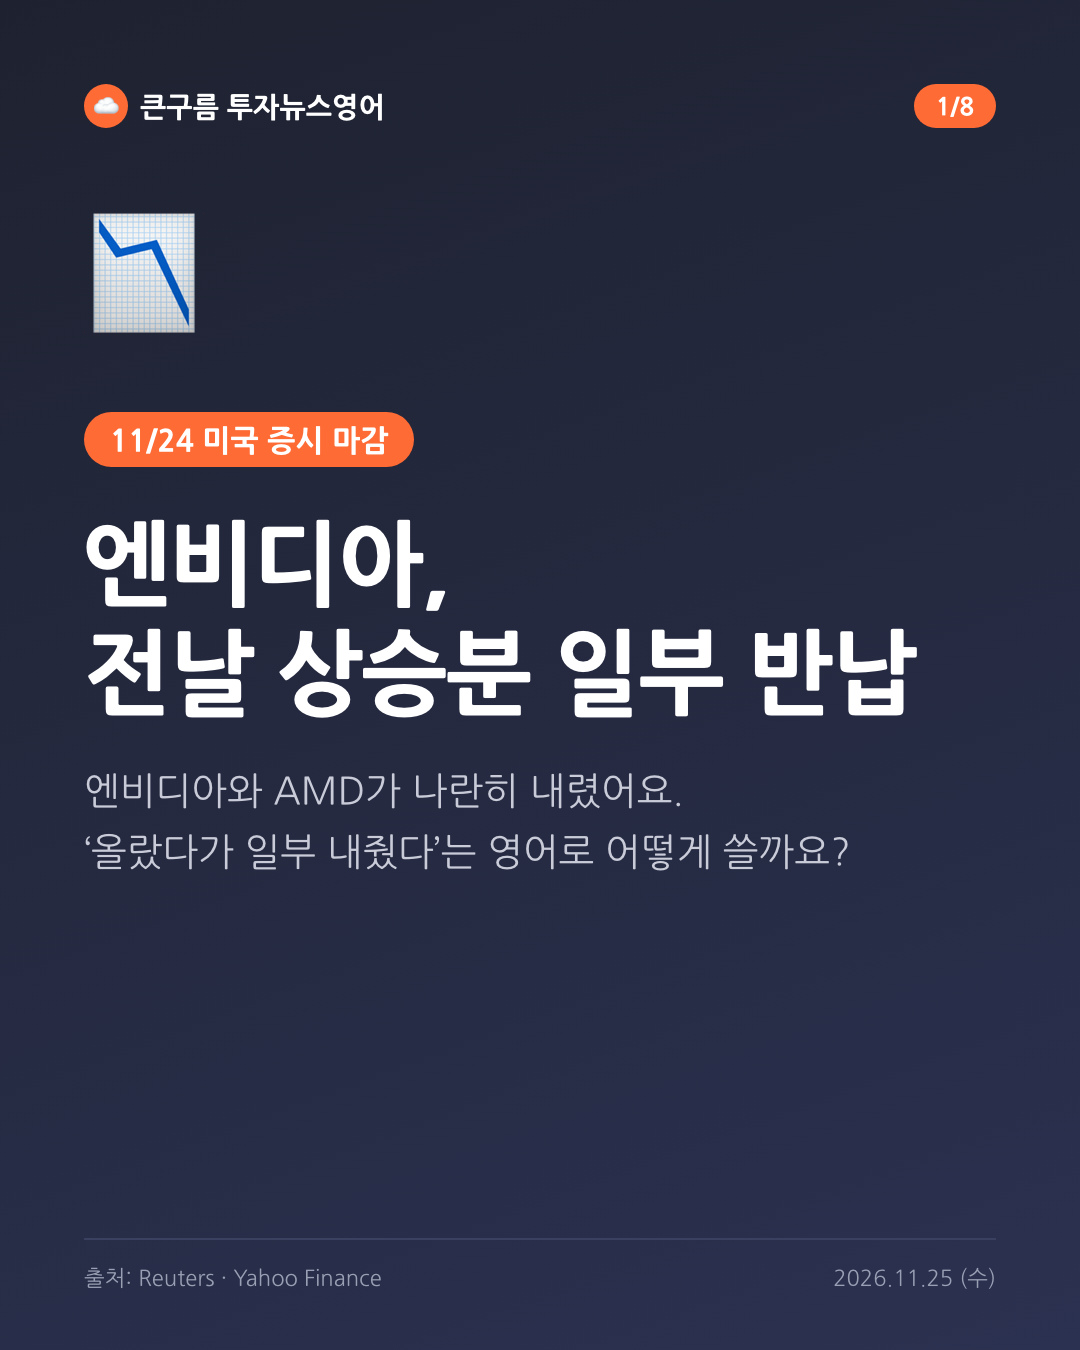 큰구름 투자뉴스영어
1/8
11/24 미국 증시 마감
엔비디아,
전날 상승분 일부 반납
엔비디아와 AMD가 나란히 내렸어요.
‘올랐다가 일부 내줬다’는 영어로 어떻게 쓸까요?
출처: Reuters · Yahoo Finance
2026.11.25 (수)